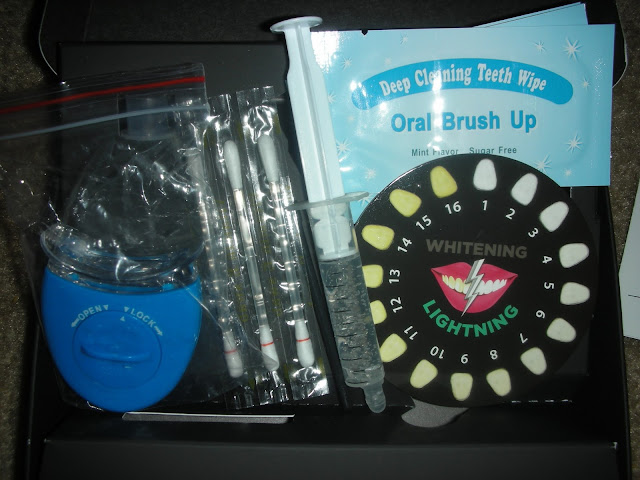 Deep Cleaning Teeth Wipe
Oral Brush Up
Mint Flavor Sugar Free
OPEN LOCK
WHITENING
LIGHTNING
1
2
3
4
5
6
7
8
9
10
11
12
13
14
15
16